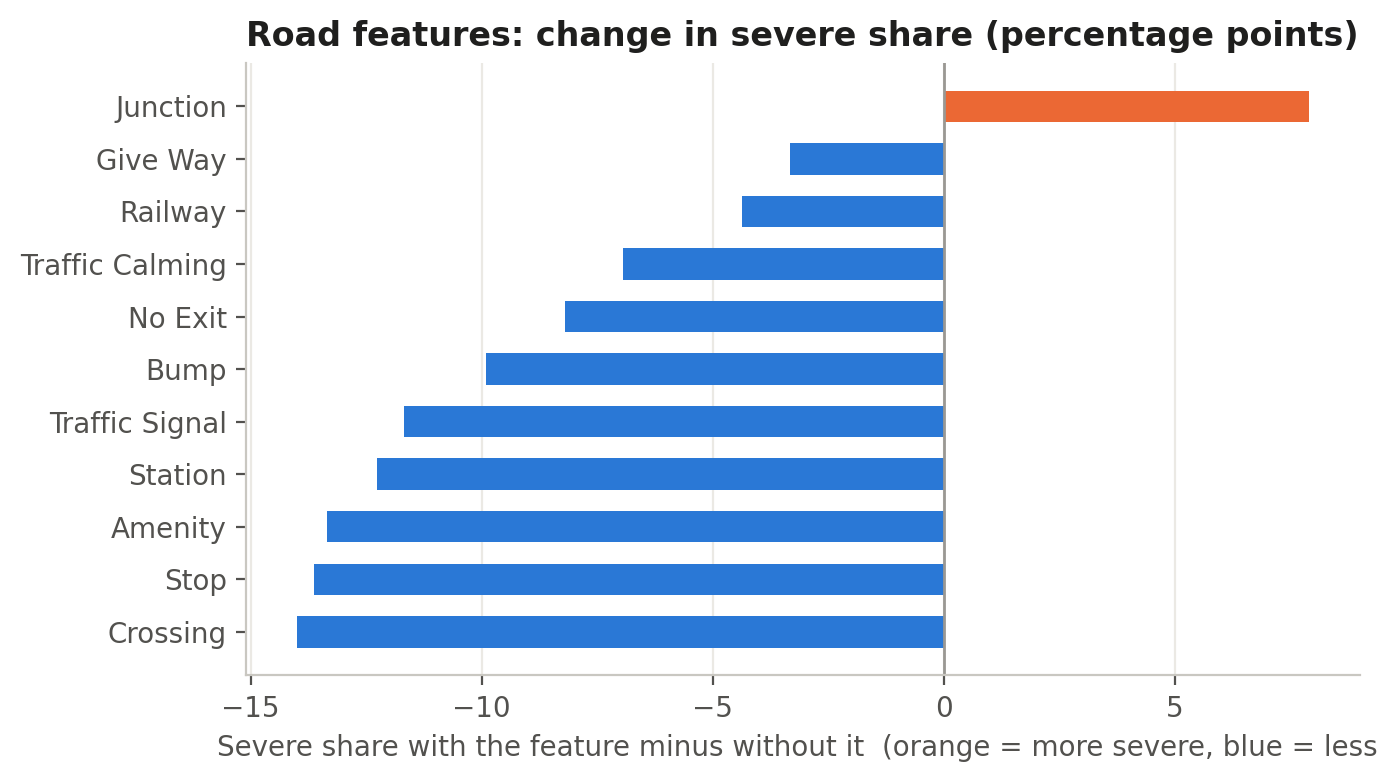 Road features: change in severe share (percentage points)
Junction
Give Way
Railway
Traffic Calming
No Exit
Bump
Traffic Signal
Station
Amenity
Stop
Crossing
−15 −10 −5 0 5
Severe share with the feature minus without it (orange = more severe, blue = less